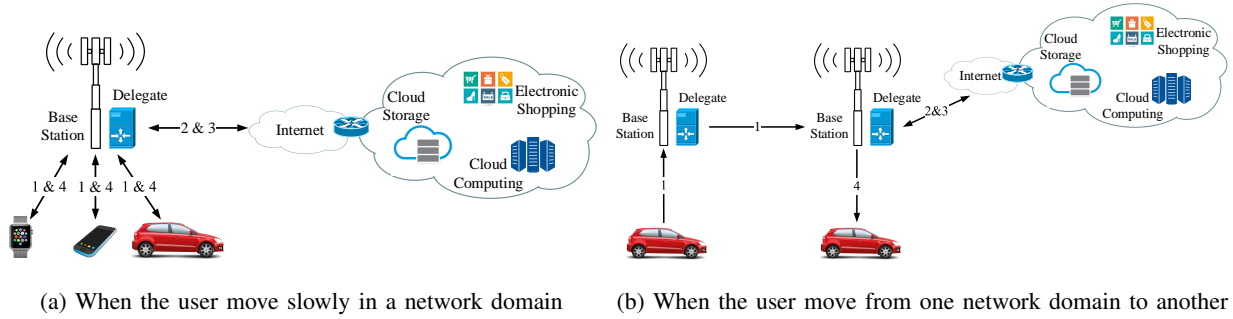 Delegate
Base
Station
2 & 3
Internet
Cloud
Storage
Electronic
Shopping
Cloud
Computing
1 & 4
1 & 4
1 & 4
(a) When the user move slowly in a network domain
Delegate
Base
Station
1
1
Delegate
Base
Station
4
2&3
Internet
Cloud
Storage
Electronic
Shopping
Cloud
Computing
(b) When the user move from one network domain to another